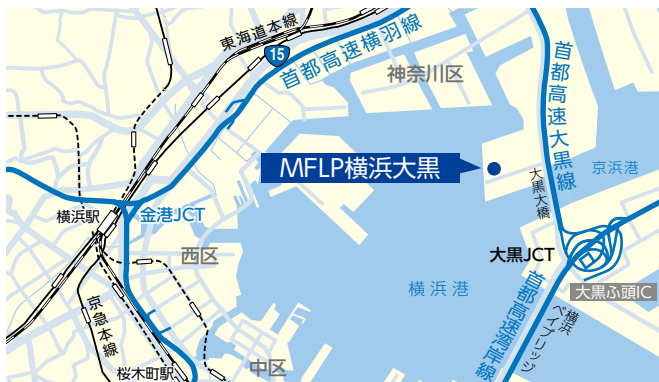 東海道本線
15
首都高速横羽線
神奈川区
首都高速大黒線
MFLP横浜大黒
大黒大橋
京浜港
横浜駅
金港JCT
西区
大黒JCT
横浜港
大黒ふ頭IC
首都高速湾岸線
横浜
ベイブリッジ
京急本線
桜木町駅
中区